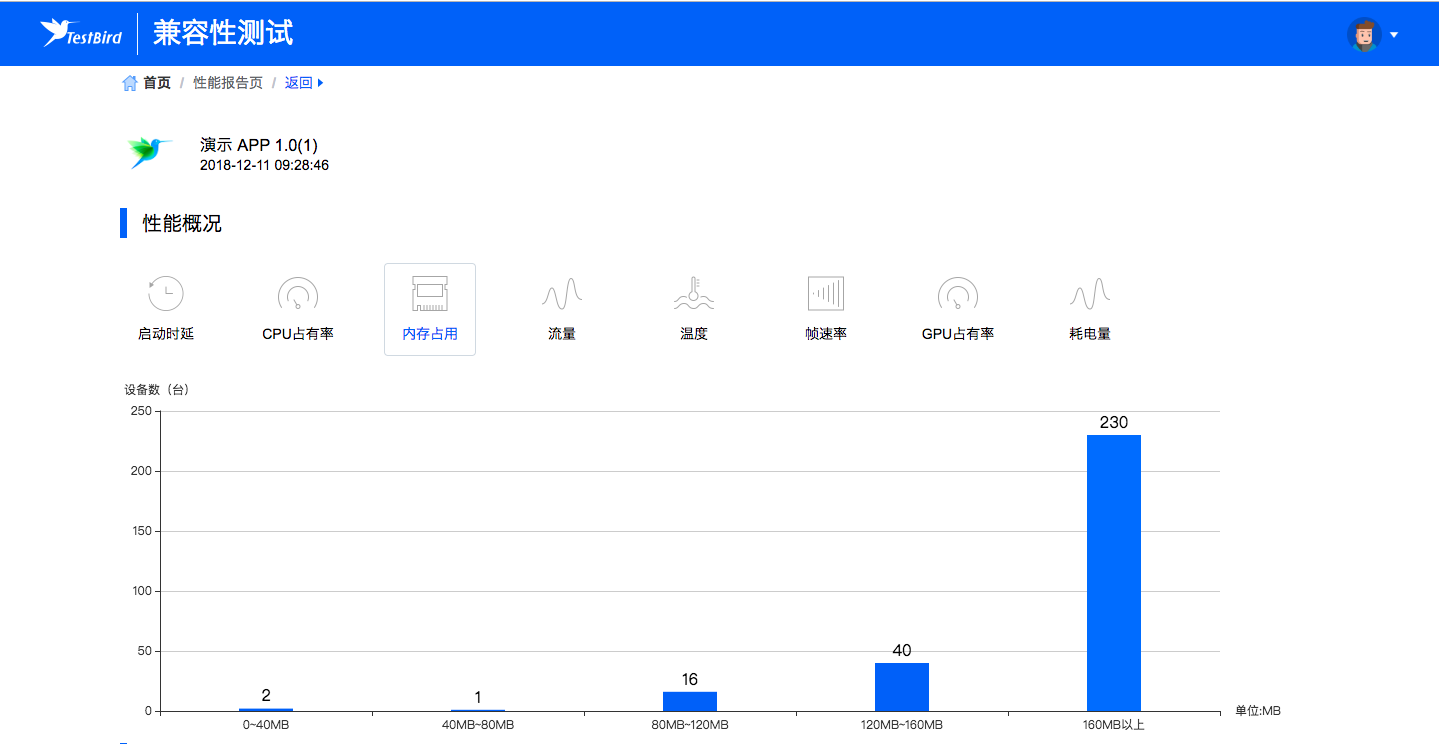 TestBird 兼容性测试
首页 / 性能报告页 / 返回
演示 APP 1.0(1)
2018-12-11 09:28:46
性能概况
启动时延 CPU占有率 内存占用 流量 温度 帧速率 GPU占有率 耗电量
设备数（台）
250
230
200
150
100
50
40
16
2
1
0
单位:MB
0~40MB 40MB~80MB 80MB~120MB 120MB~160MB 160MB以上